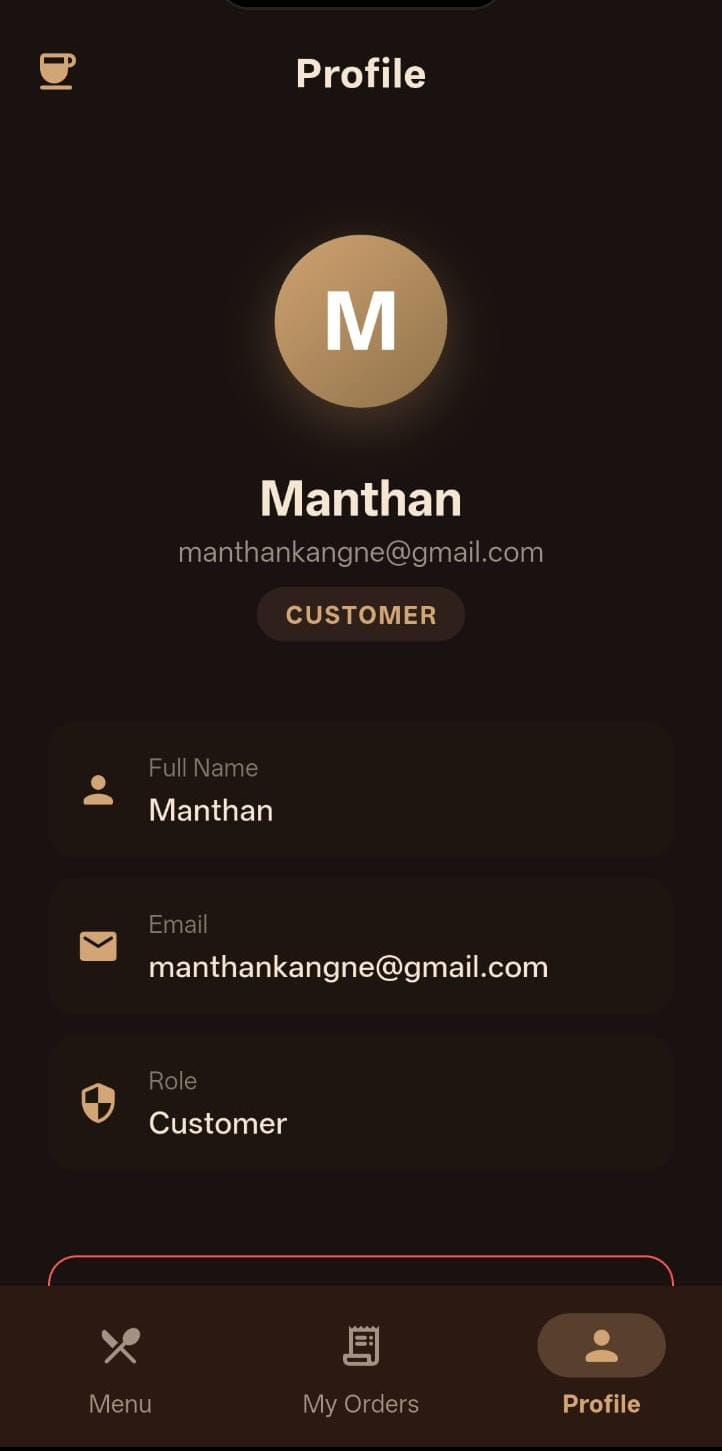 Profile
M
Manthan
manthankangne@gmail.com
CUSTOMER
Full Name
Manthan
Email
manthankangne@gmail.com
Role
Customer
Menu
My Orders
Profile